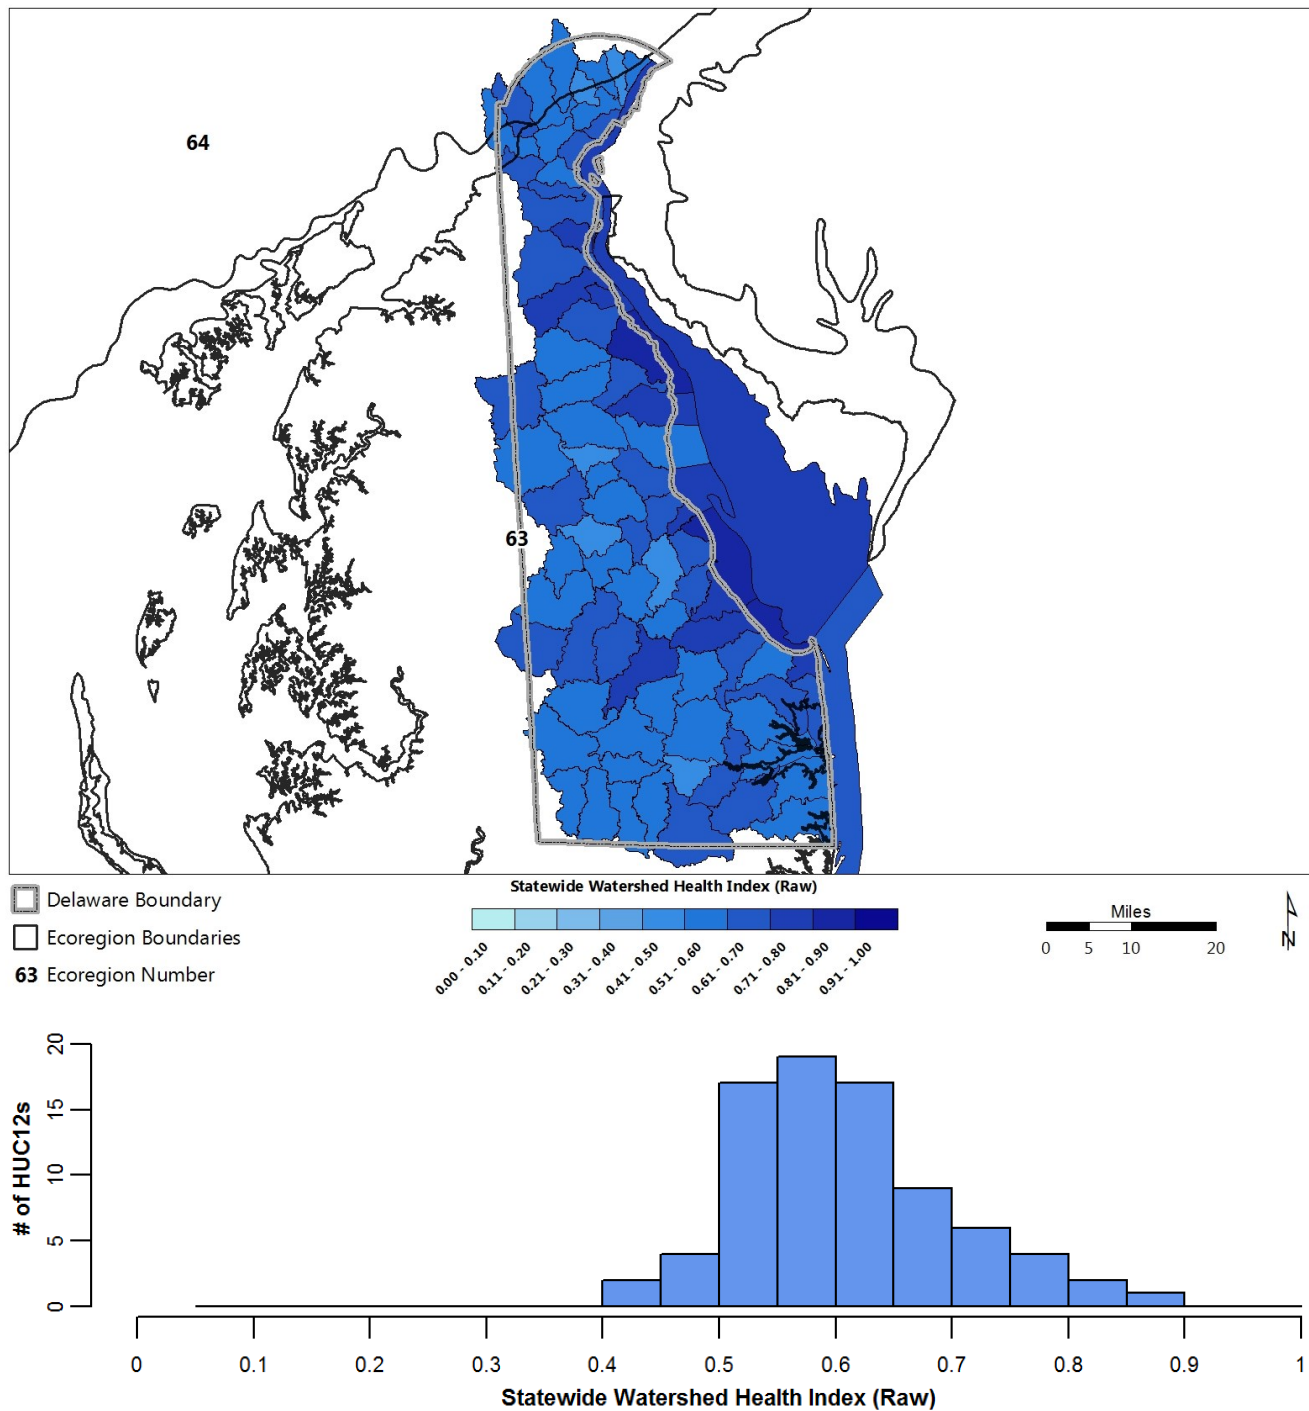 64
63
Delaware Boundary
Ecoregion Boundaries
63 Ecoregion Number
Statewide Watershed Health Index (Raw)
0.00 - 0.10
0.11 - 0.20
0.21 - 0.30
0.31 - 0.40
0.41 - 0.50
0.51 - 0.60
0.61 - 0.70
0.71 - 0.80
0.81 - 0.90
0.91 - 1.00
Miles
0 5 10 20
N
# of HUC12s
20
15
10
5
0
0 0.1 0.2 0.3 0.4 0.5 0.6 0.7 0.8 0.9 1
Statewide Watershed Health Index (Raw)